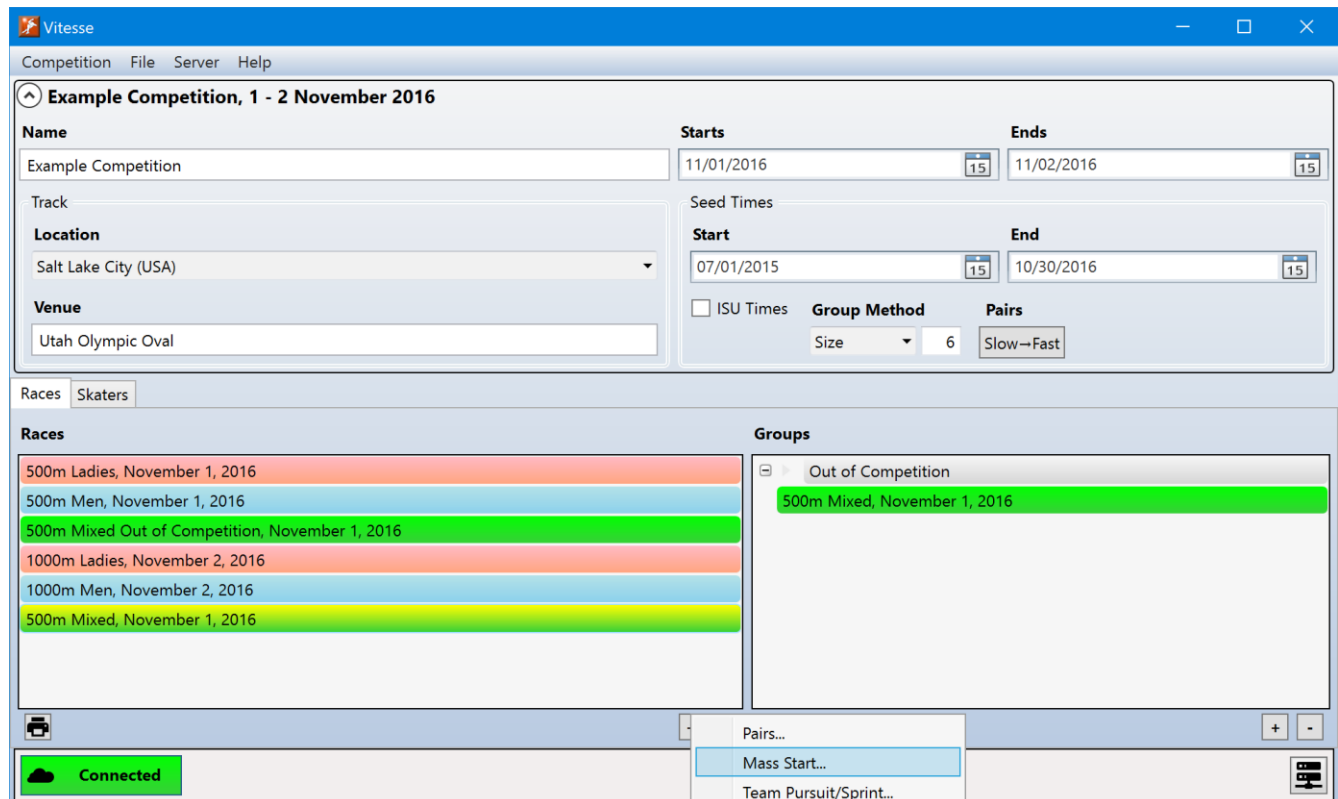 Vitesse
Competition File Server Help
Example Competition, 1 - 2 November 2016
Name Starts Ends
Example Competition 11/01/2016 15 11/02/2016 15
Track Seed Times
Location Start End
Salt Lake City (USA) 07/01/2015 15 10/30/2016 15
Venue ISU Times Group Method Pairs
Utah Olympic Oval Size 6 Slow→Fast
Races Skaters
Races Groups
500m Ladies, November 1, 2016 Out of Competition
500m Men, November 1, 2016 500m Mixed, November 1, 2016
500m Mixed Out of Competition, November 1, 2016
1000m Ladies, November 2, 2016
1000m Men, November 2, 2016
500m Mixed, November 1, 2016
+ -
Pairs...
Mass Start...
Connected
Team Pursuit/Sprint...